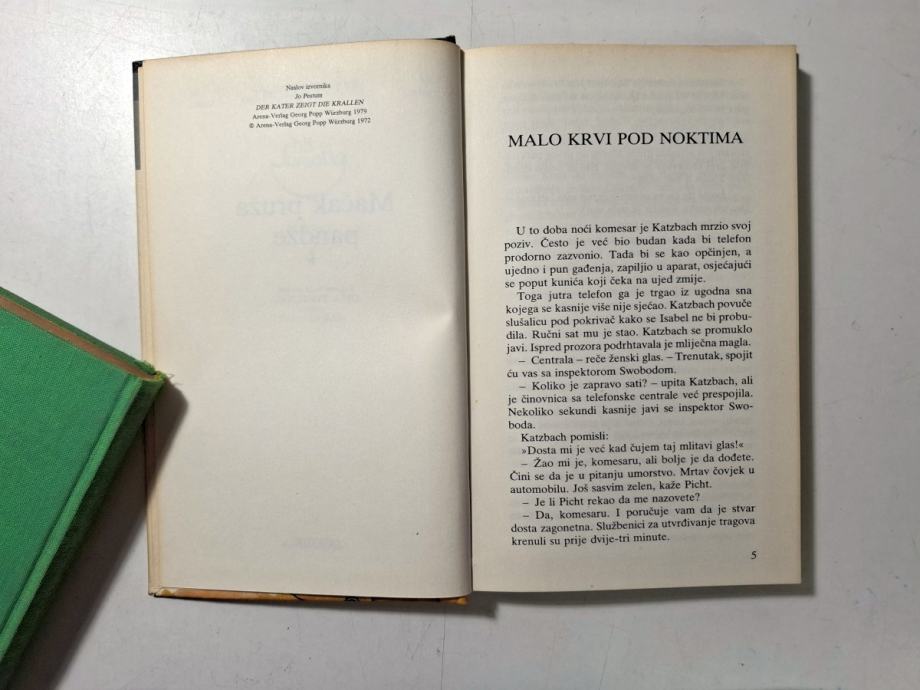 Naslov izvornika
Jo Pestum
DER KATER ZEIGT DIE KRALLEN
Arena-Verlag Georg Popp Würzburg 1979
© Arena-Verlag Georg Popp Würzburg 1972
MALO KRVI POD NOKTIMA
U to doba noći komesar je Katzbach mrzio svoj
poziv. Često je već bio budan kada bi telefon
prodorno zazvonio. Tada bi se kao opčinjen, a
ujedno i pun gađenja, zapiljio u aparat, osjećajući
se poput kunića koji čeka na ujed zmije.
Toga jutra telefon ga je trgao iz ugodna sna
kojega se kasnije više nije sjećao. Katzbach povuče
slušalicu pod pokrivač kako se Isabel ne bi probu-
dila. Ručni sat mu je stao. Katzbach se promuklo
javi. Ispred prozora podrhtavala je mliječna magla.
– Centrala – reče ženski glas. – Trenutak, spojit
ću vas sa inspektorom Swobodom.
– Koliko je zapravo sati? – upita Katzbach, ali
je činovnica sa telefonske centrale već prespojila.
Nekoliko sekundi kasnije javi se inspektor Swo-
boda.
Katzbach pomisli:
»Dosta mi je već kad čujem taj mlitavi glas!«
– Žao mi je, komesaru, ali bolje je da dođete.
Čini se da je u pitanju umorstvo. Mrtav čovjek u
automobilu. Još sasvim zelen, kaže Picht.
– Je li Picht rekao da me nazovete?
– Da, komesaru. I poručuje vam da je stvar
dosta zagonetna. Službenici za utvrđivanje tragova
krenuli su prije dvije-tri minute.
5
Mačak pruža
pandže